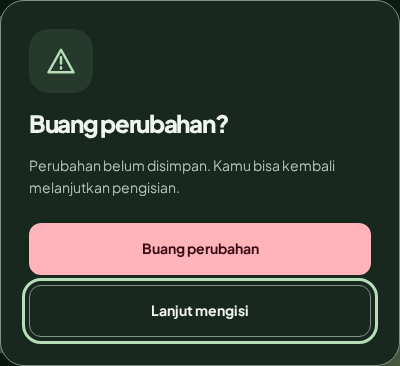 Buang perubahan?
Perubahan belum disimpan. Kamu bisa kembali
melanjutkan pengisian.
Buang perubahan
Lanjut mengisi